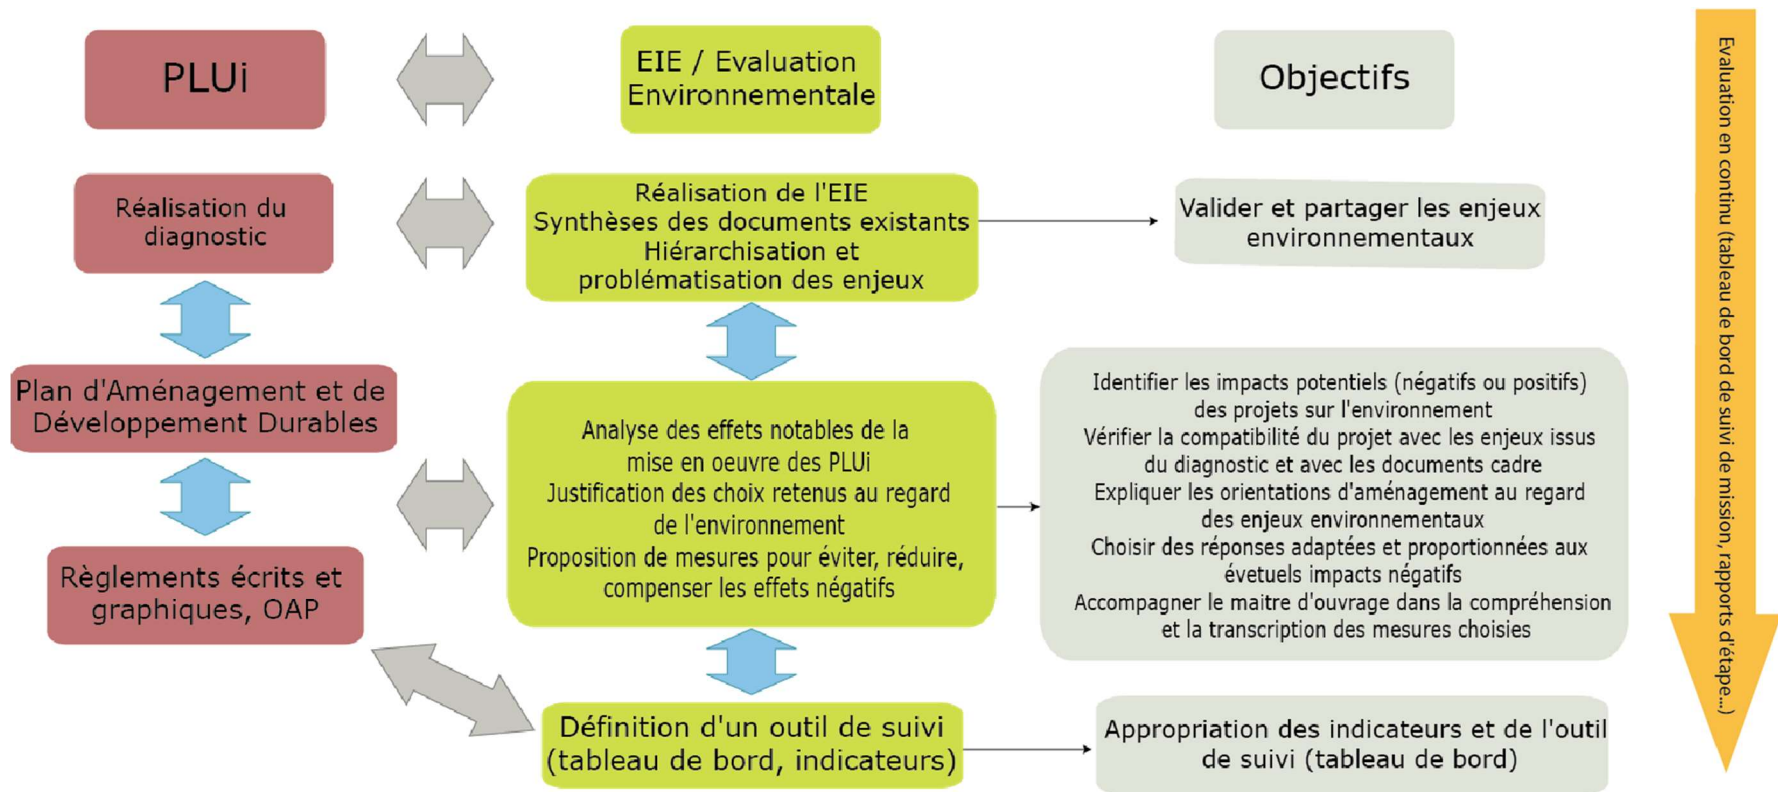 PLUi
EIE / Evaluation
Environnementale
Objectifs
Réalisation du
diagnostic
Réalisation de l'EIE
Synthèses des documents existants
Hiérarchisation et
problématisation des enjeux
Valider et partager les enjeux
environnementaux
Plan d'Aménagement et de
Développement Durables
Analyse des effets notables de la
mise en oeuvre des PLUi
Justification des choix retenus au regard
de l'environnement
Proposition de mesures pour éviter, réduire,
compenser les effets négatifs
Identifier les impacts potentiels (négatifs ou positifs)
des projets sur l'environnement
Vérifier la compatibilité du projet avec les enjeux issus
du diagnostic et avec les documents cadre
Expliquer les orientations d'aménagement au regard
des enjeux environnementaux
Choisir des réponses adaptées et proportionnées aux
évetuels impacts négatifs
Accompagner le maitre d'ouvrage dans la compréhension
et la transcription des mesures choisies
Règlements écrits et
graphiques, OAP
Définition d'un outil de suivi
(tableau de bord, indicateurs)
Appropriation des indicateurs et de l'outil
de suivi (tableau de bord)
Evaluation en continu (tableau de bord de suivi de mission, rapports d'étape...)